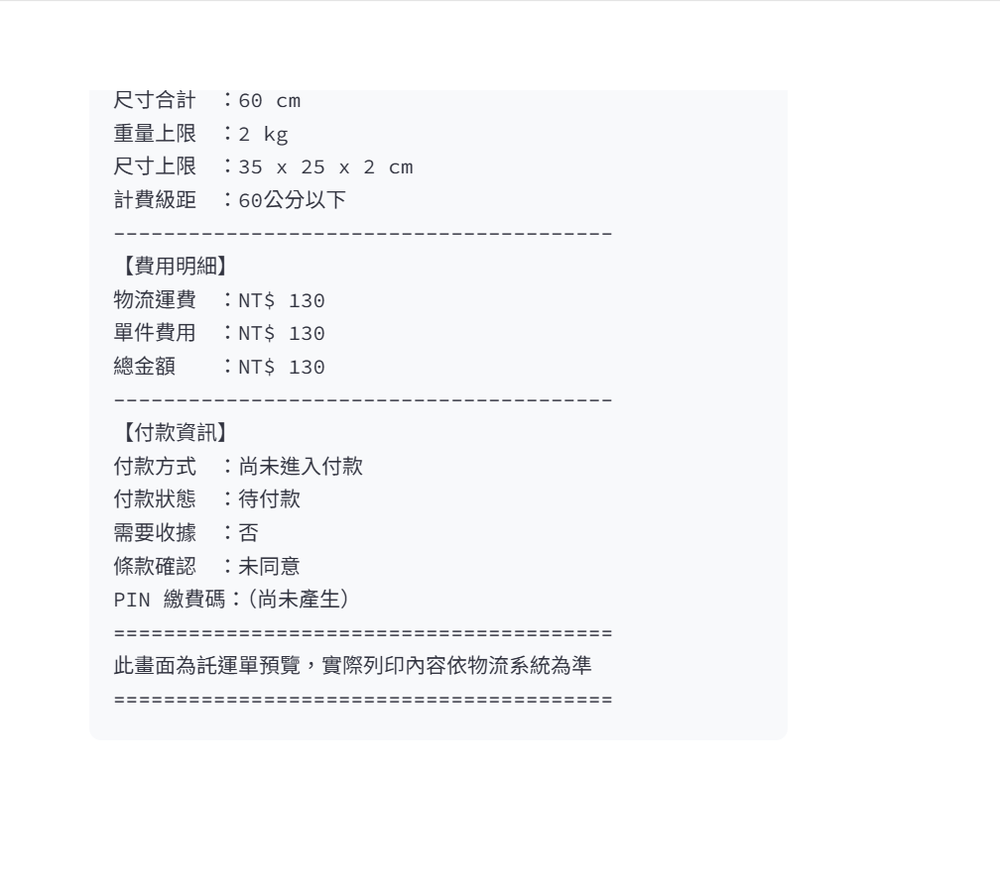 尺寸合計　：60 cm
重量上限　：2 kg
尺寸上限　：35 x 25 x 2 cm
計費級距　：60公分以下
----------------------------------------
【費用明細】
物流運費　：NT$ 130
單件費用　：NT$ 130
總金額　　：NT$ 130
----------------------------------------
【付款資訊】
付款方式　：尚未進入付款
付款狀態　：待付款
需要收據　：否
條款確認　：未同意
PIN 繳費碼：（尚未產生）
========================================
此畫面為託運單預覽，實際列印內容依物流系統為準
========================================